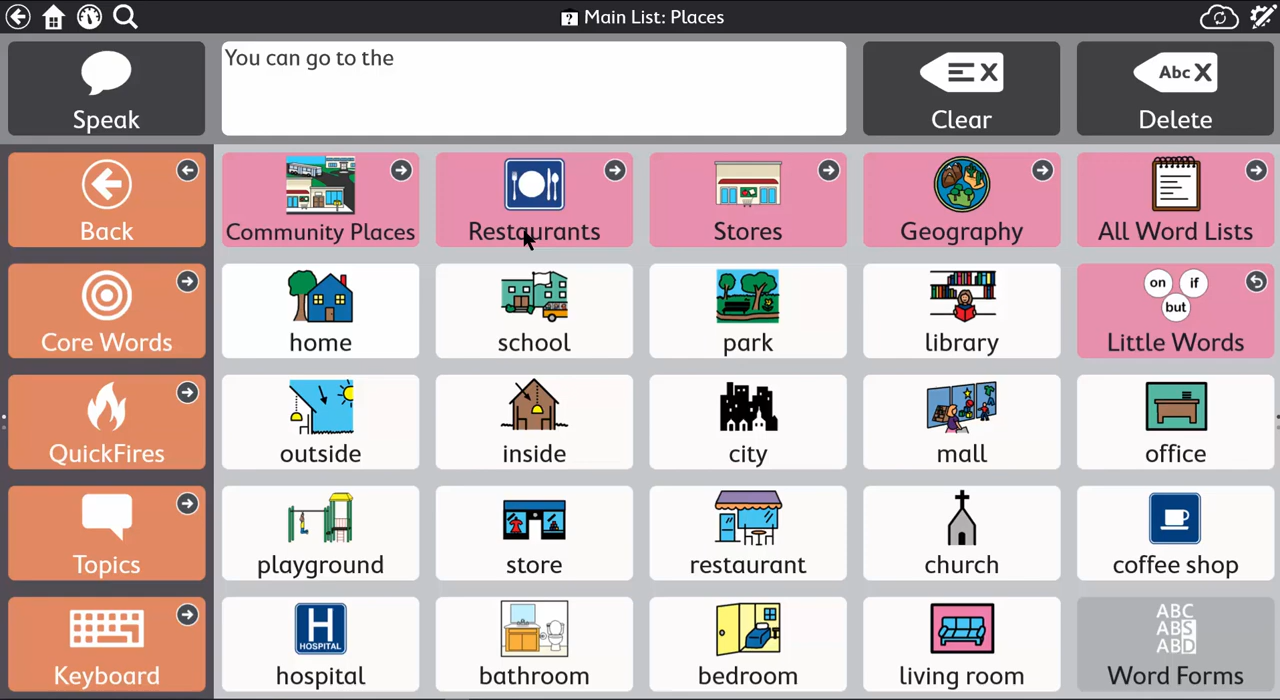 Main List: Places
Speak
You can go to the
Clear
Abc X
Delete
Back
Community Places
Restaurants
Stores
Geography
All Word Lists
Core Words
home
school
park
library
on if
but
Little Words
QuickFires
outside
inside
city
mall
office
Topics
playground
store
restaurant
church
coffee shop
Keyboard
H
HOSPITAL
hospital
bathroom
bedroom
living room
ABC
ABS
ABD
Word Forms